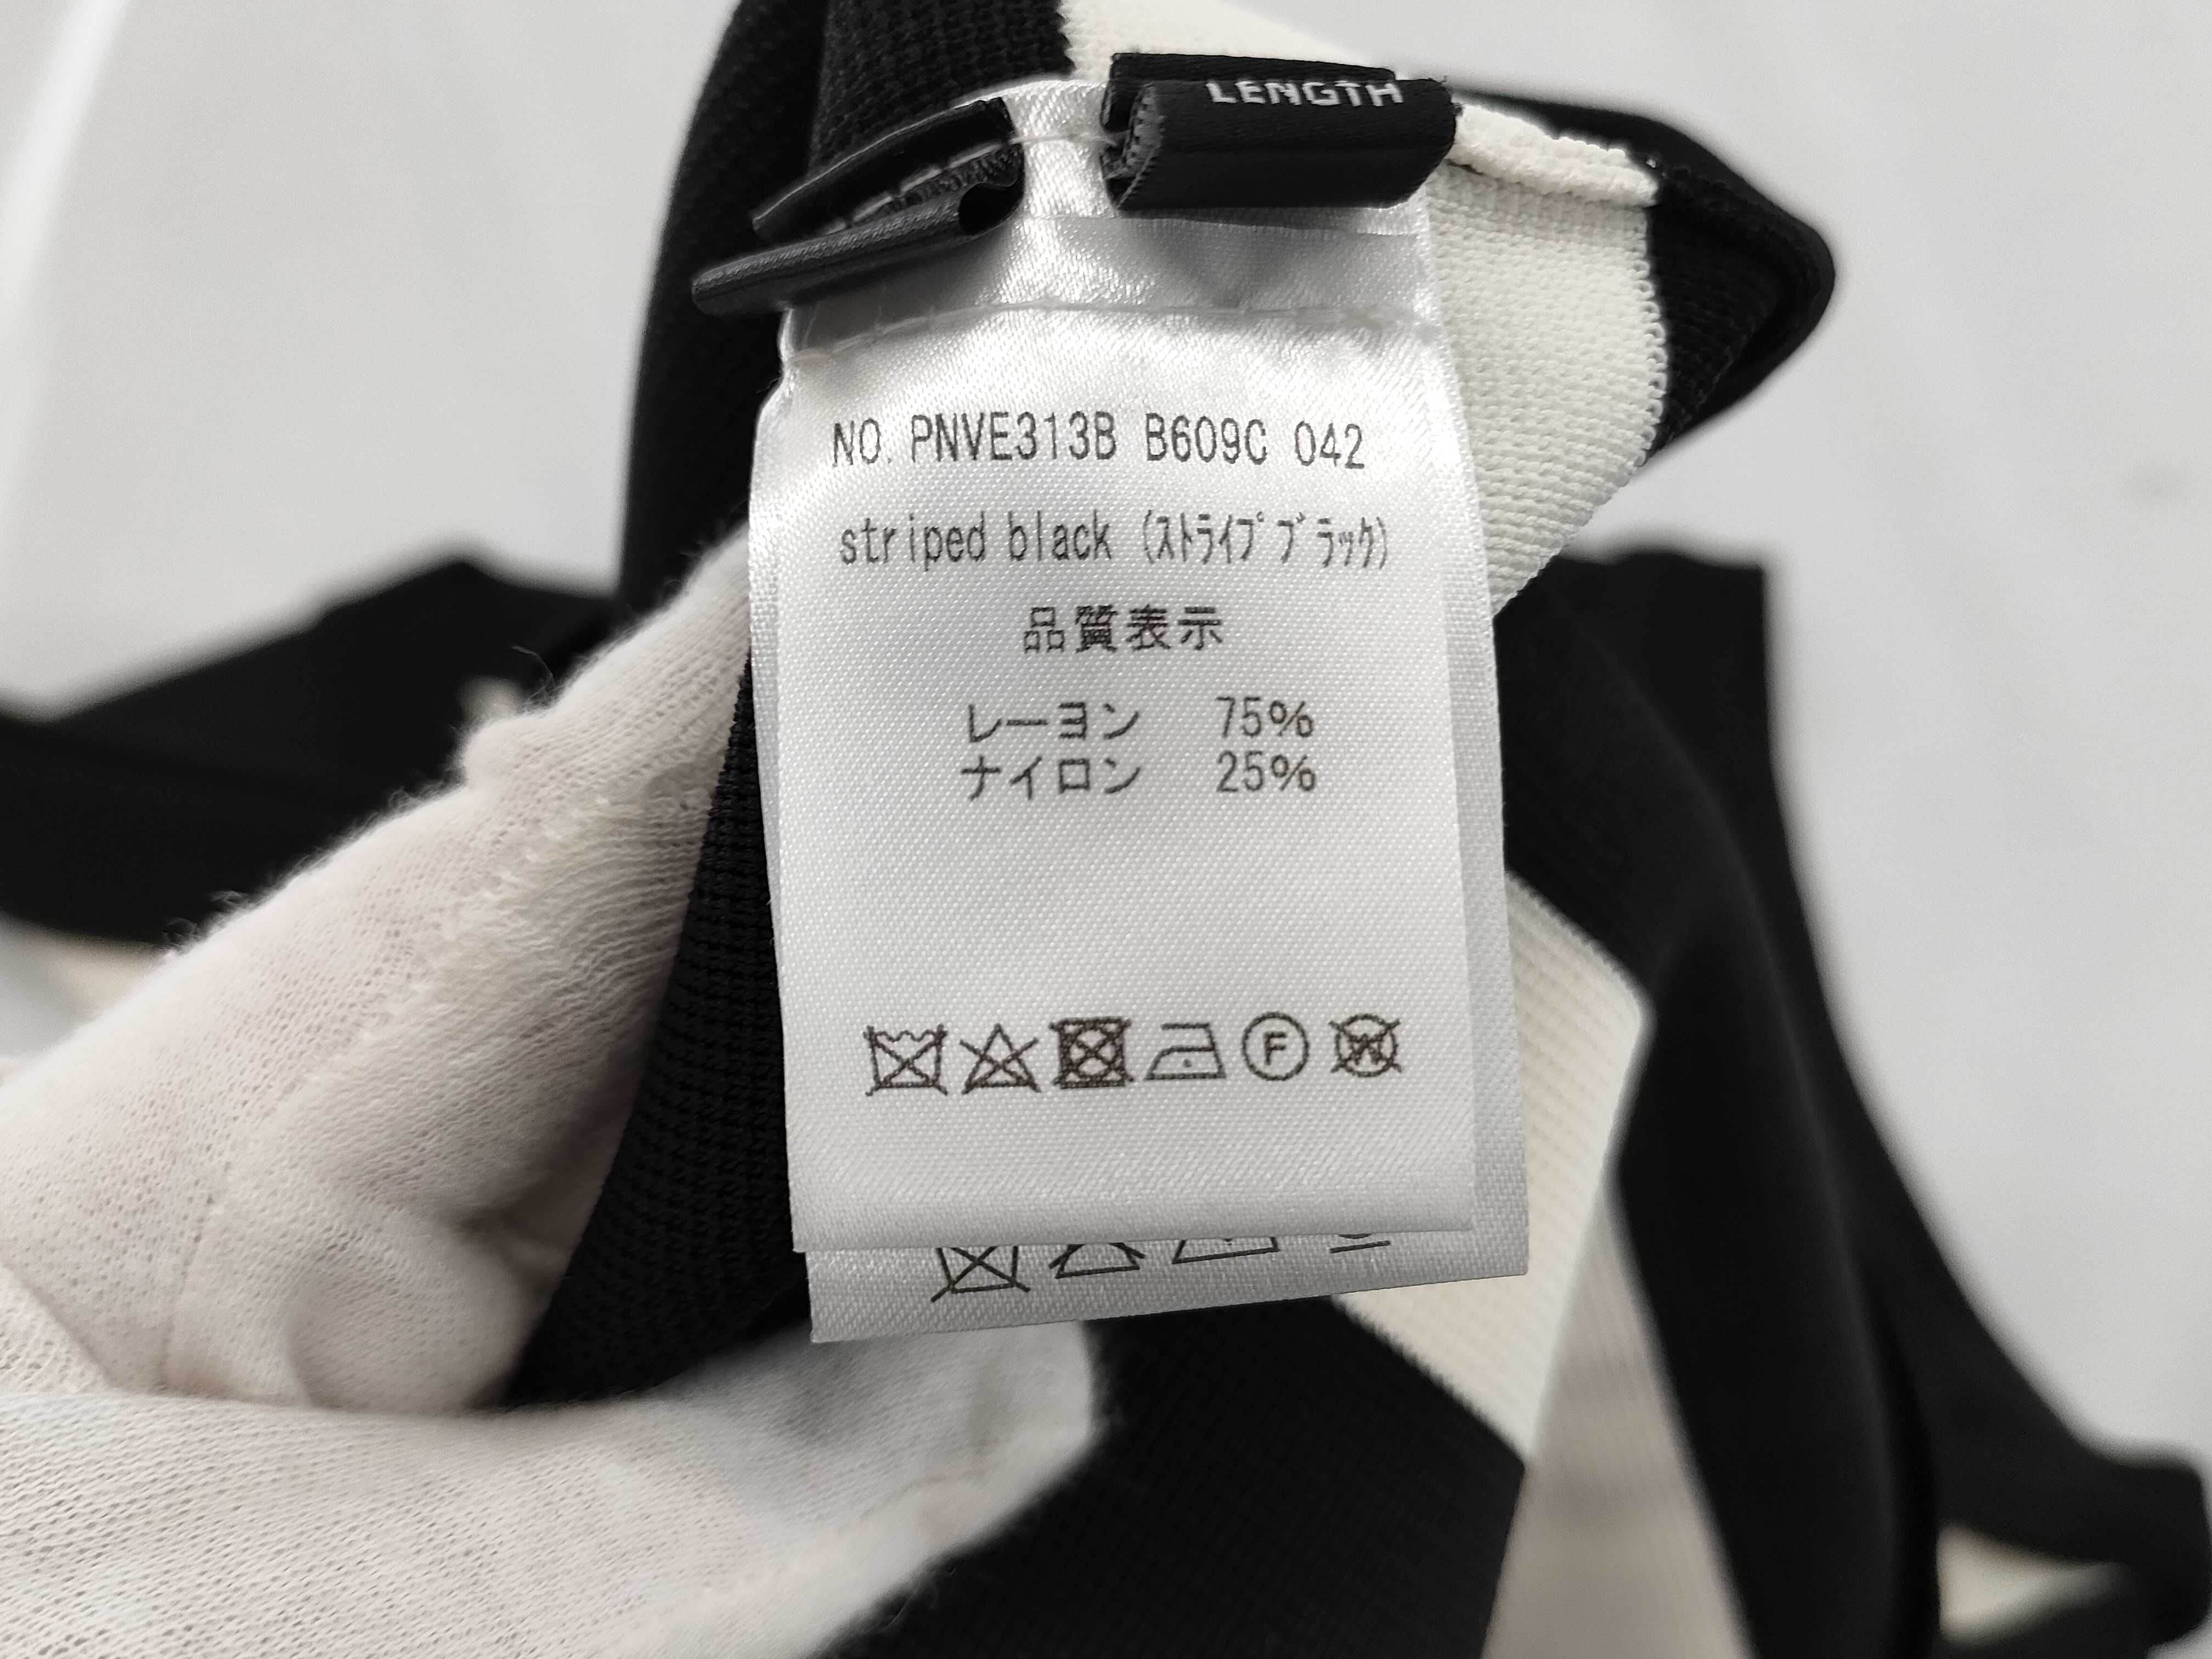 LENGTH
NO. PNVE313B B609C 042
striped black (ｽﾄﾗｲﾌﾟﾌﾞﾗｯｸ)
品質表示
レーヨン 75%
ナイロン 25%
F
W